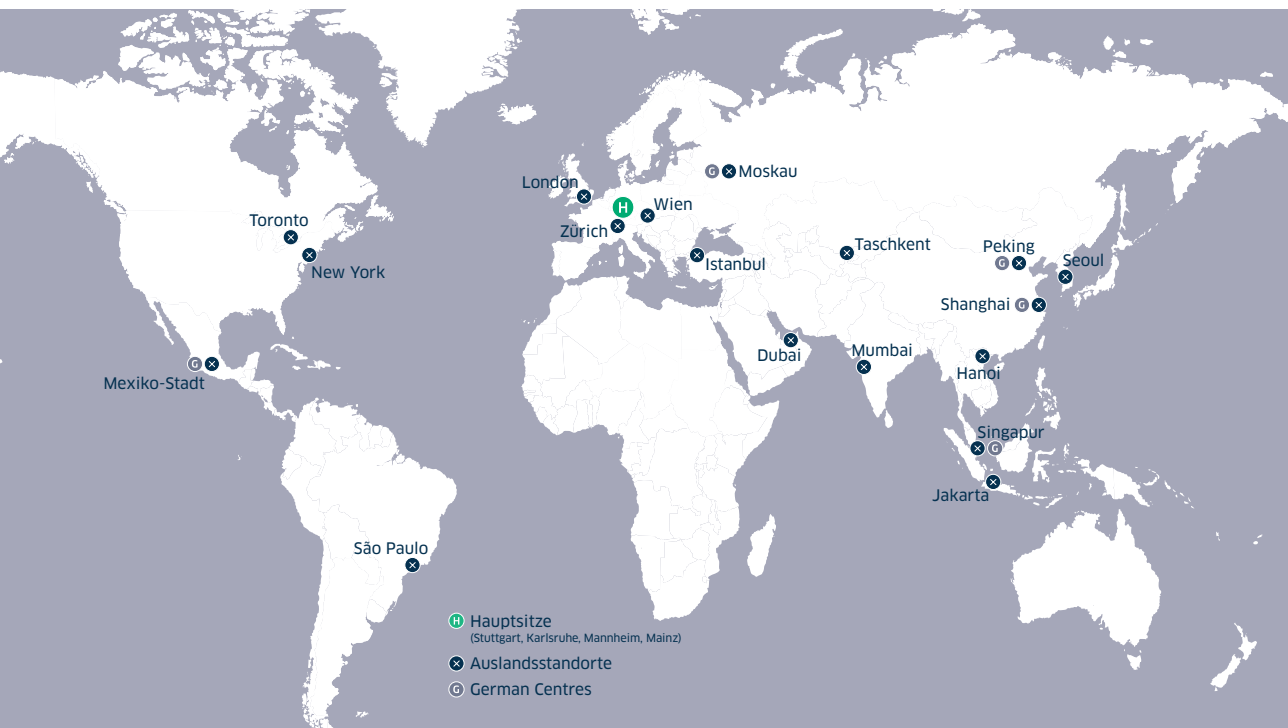 G Moskau
London
H
Wien
Toronto
Zürich
Taschkent
Peking
G
Istanbul
Seoul
New York
Shanghai G
Mumbai
Dubai
G
Hanoi
Mexiko-Stadt
Singapur
G
Jakarta
São Paulo
H Hauptsitze
(Stuttgart, Karlsruhe, Mannheim, Mainz)
Auslandsstandorte
G German Centres